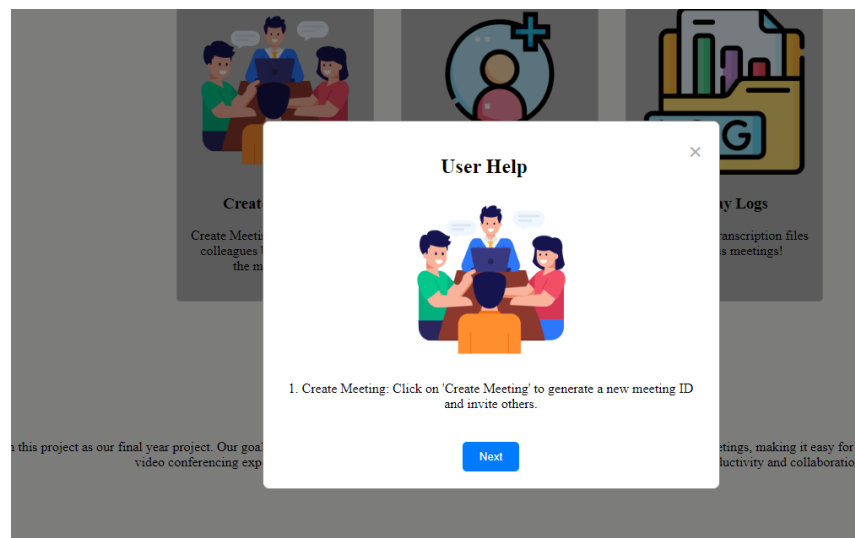 User Help
×
1. Create Meeting: Click on 'Create Meeting' to generate a new meeting ID
and invite others.
Next
Creat
Create Meeti
colleagues
the m
G
y Logs
ranscription files
s meetings!
this project as our final year project. Our goal
video conferencing exp
etings, making it easy for
ductivity and collaboratio